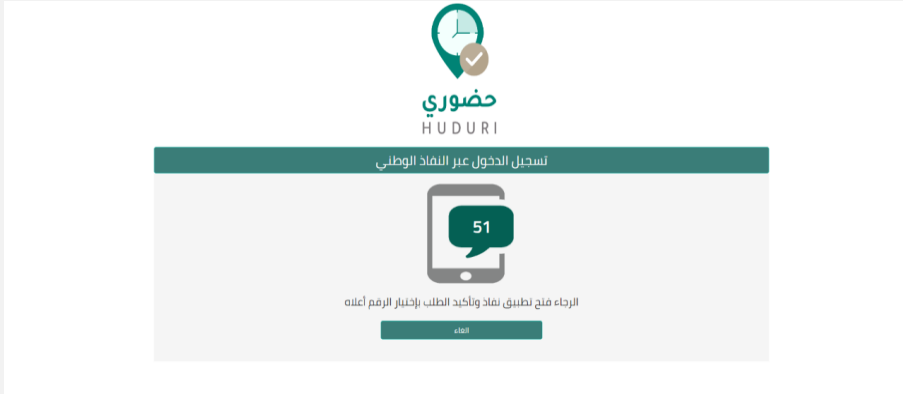 حضوري
HUDURI
تسجيل الدخول عبر النفاذ الوطني
51
الرجاء فتح تطبيق نفاذ وتأكيد الطلب بإختيار الرقم أعلاه
الغاء